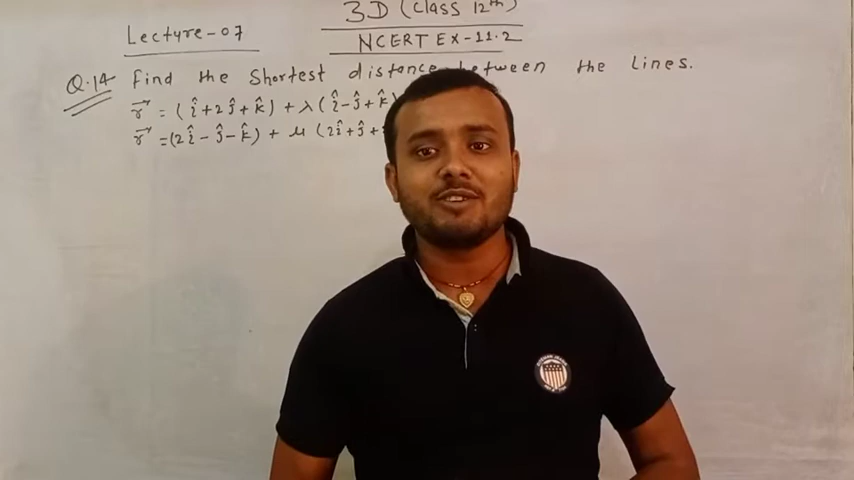 3D (Class 12th)
Lecture-07
NCERT EX-11.2
Q.14 Find the Shortest distance between the lines.
r⃗ = (î+2ĵ+k̂) + λ(î-ĵ+k̂)
r⃗ = (2î-ĵ-k̂) + μ (2î+ĵ+